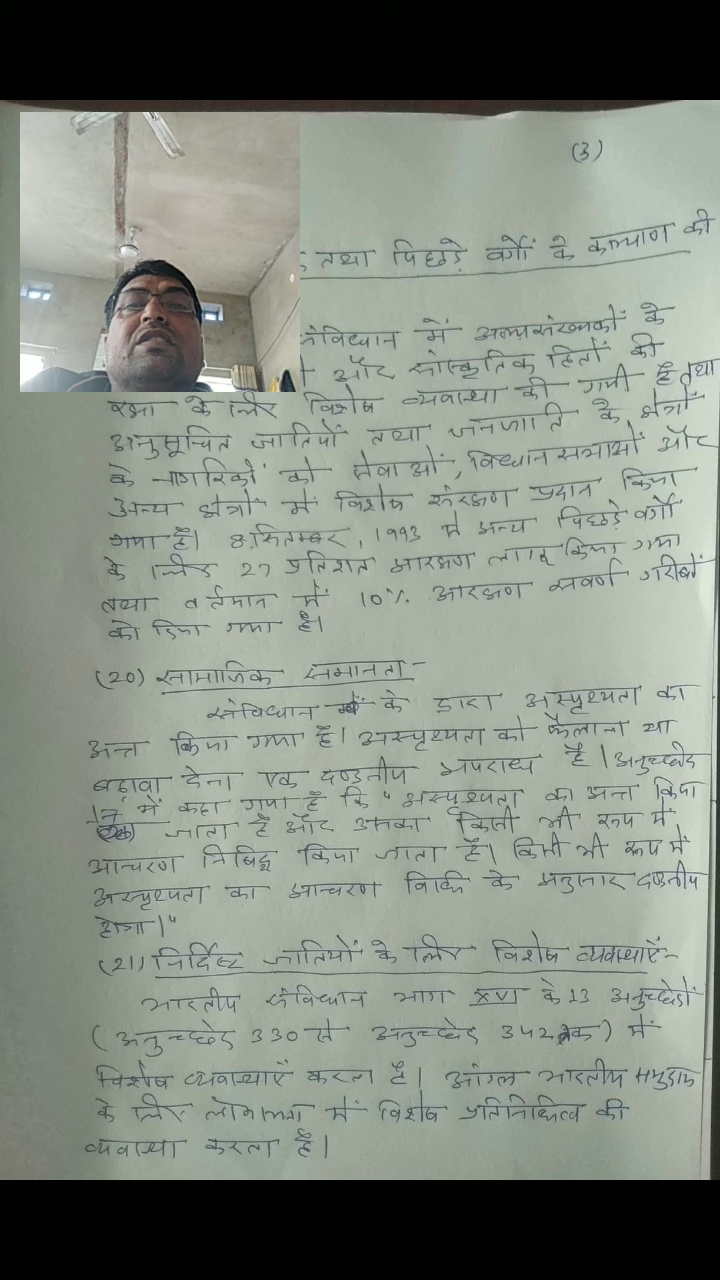 (3)
तथा पिछड़े वर्गों के कल्याण की
संविधान में अल्पसंख्यकों के
और सांस्कृतिक हितों की
रक्षा के लिए विशेष व्यवस्था की गयी है तथा
अनुसूचित जातियों तथा जनजाति के क्षेत्रों
के नागरिकों को सेवाओं, विधान सभाओं और
अन्य क्षेत्रों में विशेष संरक्षण प्रदान किया
गया है। 8 सितम्बर, 1993 से अन्य पिछड़े वर्गों
के लिए 27 प्रतिशत आरक्षण लागू किया गया
तथा वर्तमान में 10% आरक्षण सवर्ण गरीबों
को दिया गया है।
(20) सामाजिक समानता -
संविधान के द्वारा अस्पृश्यता का
अन्त किया गया है। अस्पृश्यता को फैलाना या
बढ़ावा देना एक दण्डनीय अपराध है। अनुच्छेद
17 में कहा गया है कि "अस्पृश्यता का अन्त किया
जाता है और उसका किसी भी रूप में
आचरण निषिद्ध किया जाता है। किसी भी रूप में
अस्पृश्यता का आचरण विधि के अनुसार दण्डनीय
होगा।"
(21) निर्दिष्ट जातियों के लिए विशेष व्यवस्थाएँ -
भारतीय संविधान भाग XVI के 13 अनुच्छेदों
(अनुच्छेद 330 से अनुच्छेद 342 तक) में
विशेष व्यवस्थाएँ करता है। आंग्ल भारतीय समुदाय
के लिए लोकसभा में विशेष प्रतिनिधित्व की
व्यवस्था करता है।